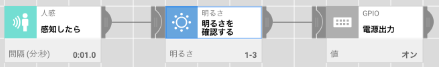 人感
感知したら
間隔 (分:秒) 0:01.0
明るさ
明るさを
確認する
明るさ 1-3
GPIO
電源出力
値 オン